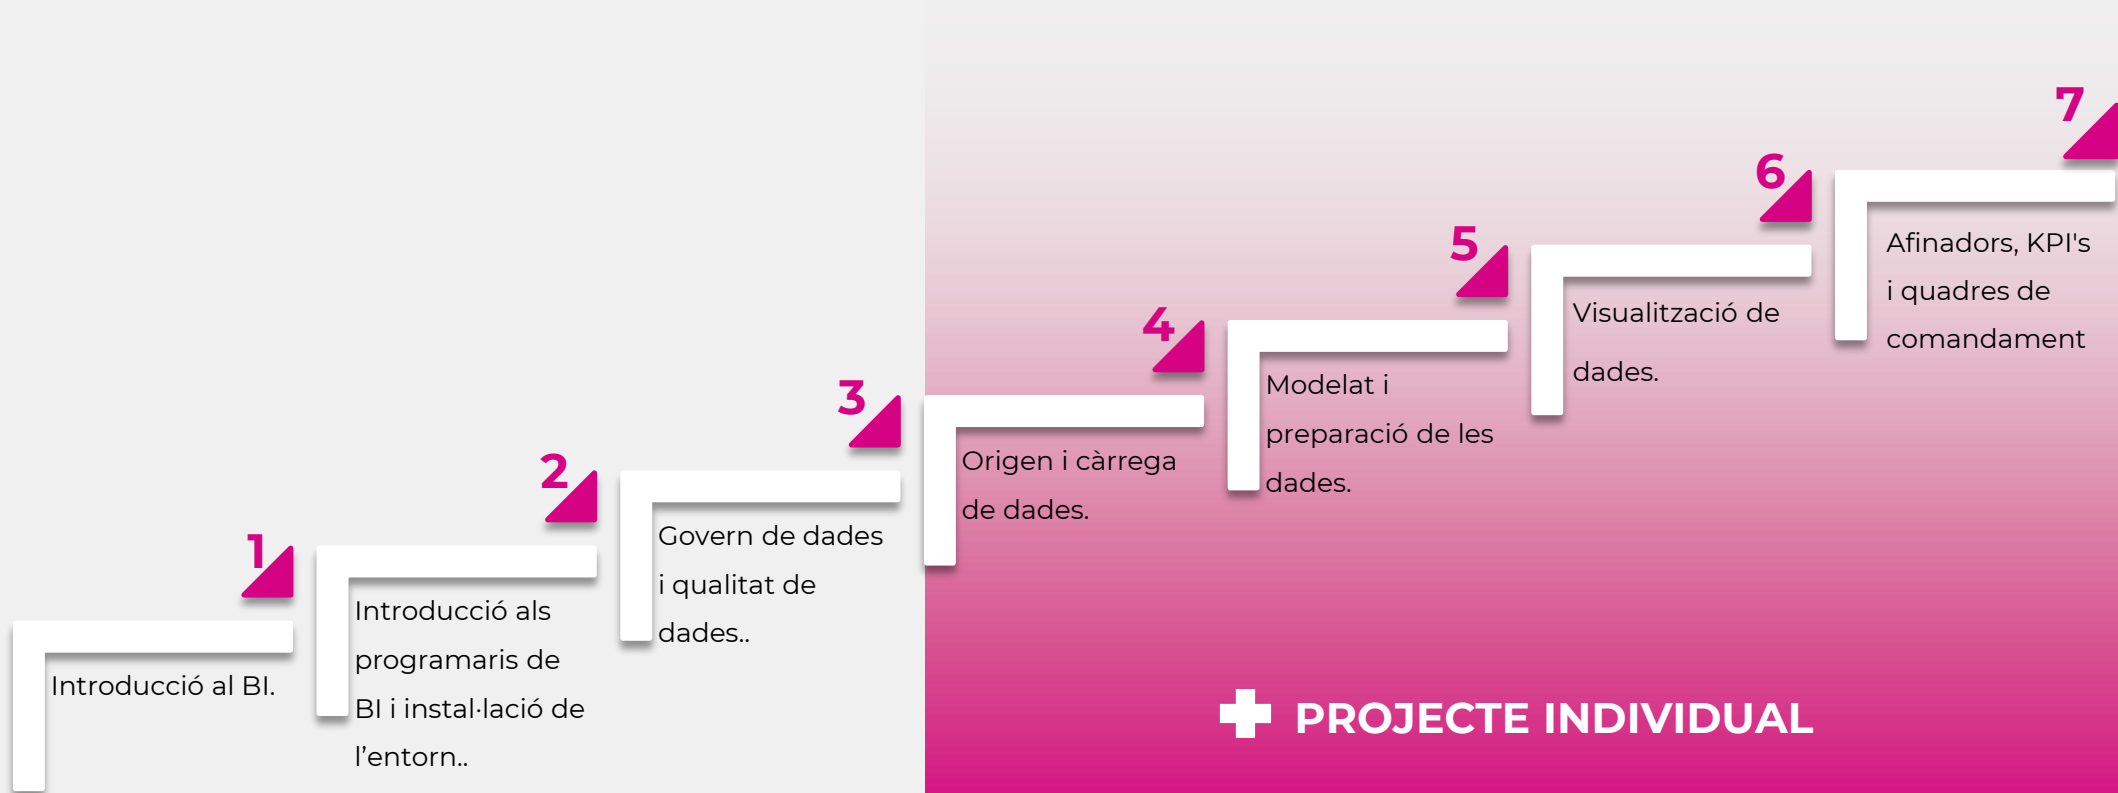 1
Introducció al BI.
2
Introducció als
programaris de
BI i instal·lació de
l’entorn..
3
Govern de dades
i qualitat de
dades..
4
Origen i càrrega
de dades.
5
Modelat i
preparació de les
dades.
6
Visualització de
dades.
7
Afinadors, KPI's
i quadres de
comandament
PROJECTE INDIVIDUAL